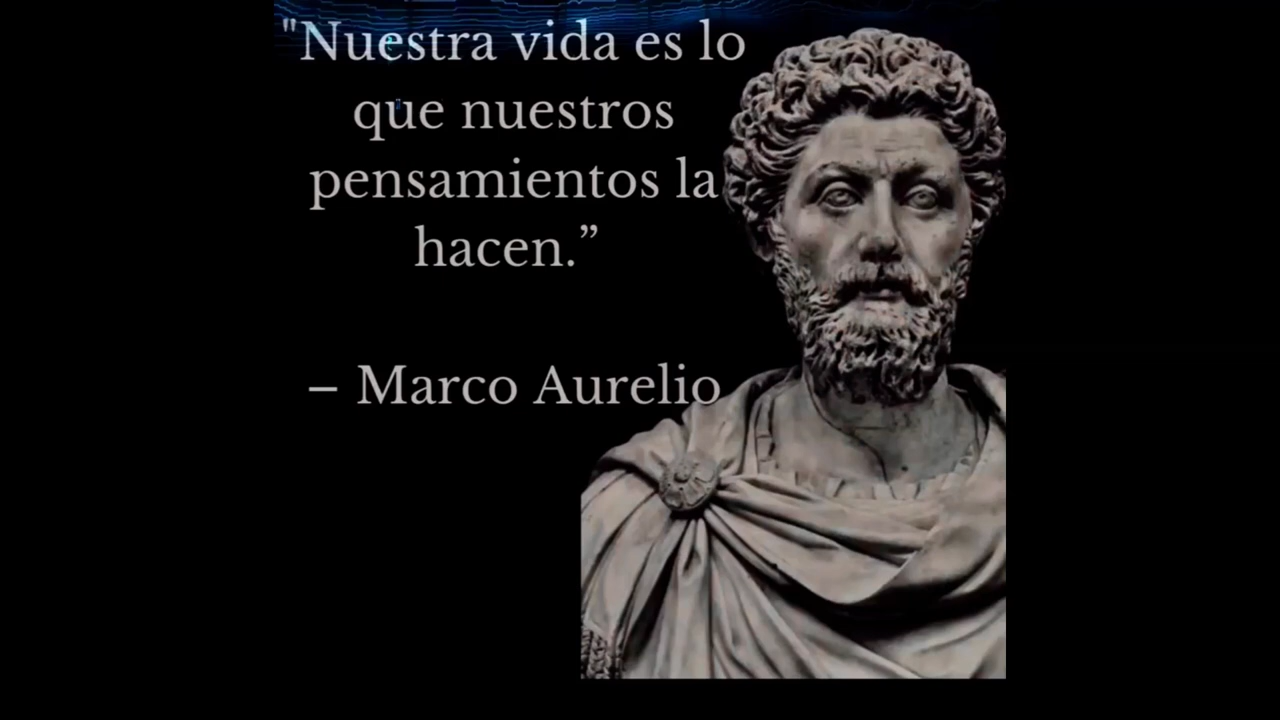 "Nuestra vida es lo
que nuestros
pensamientos la
hacen.”
– Marco Aurelio